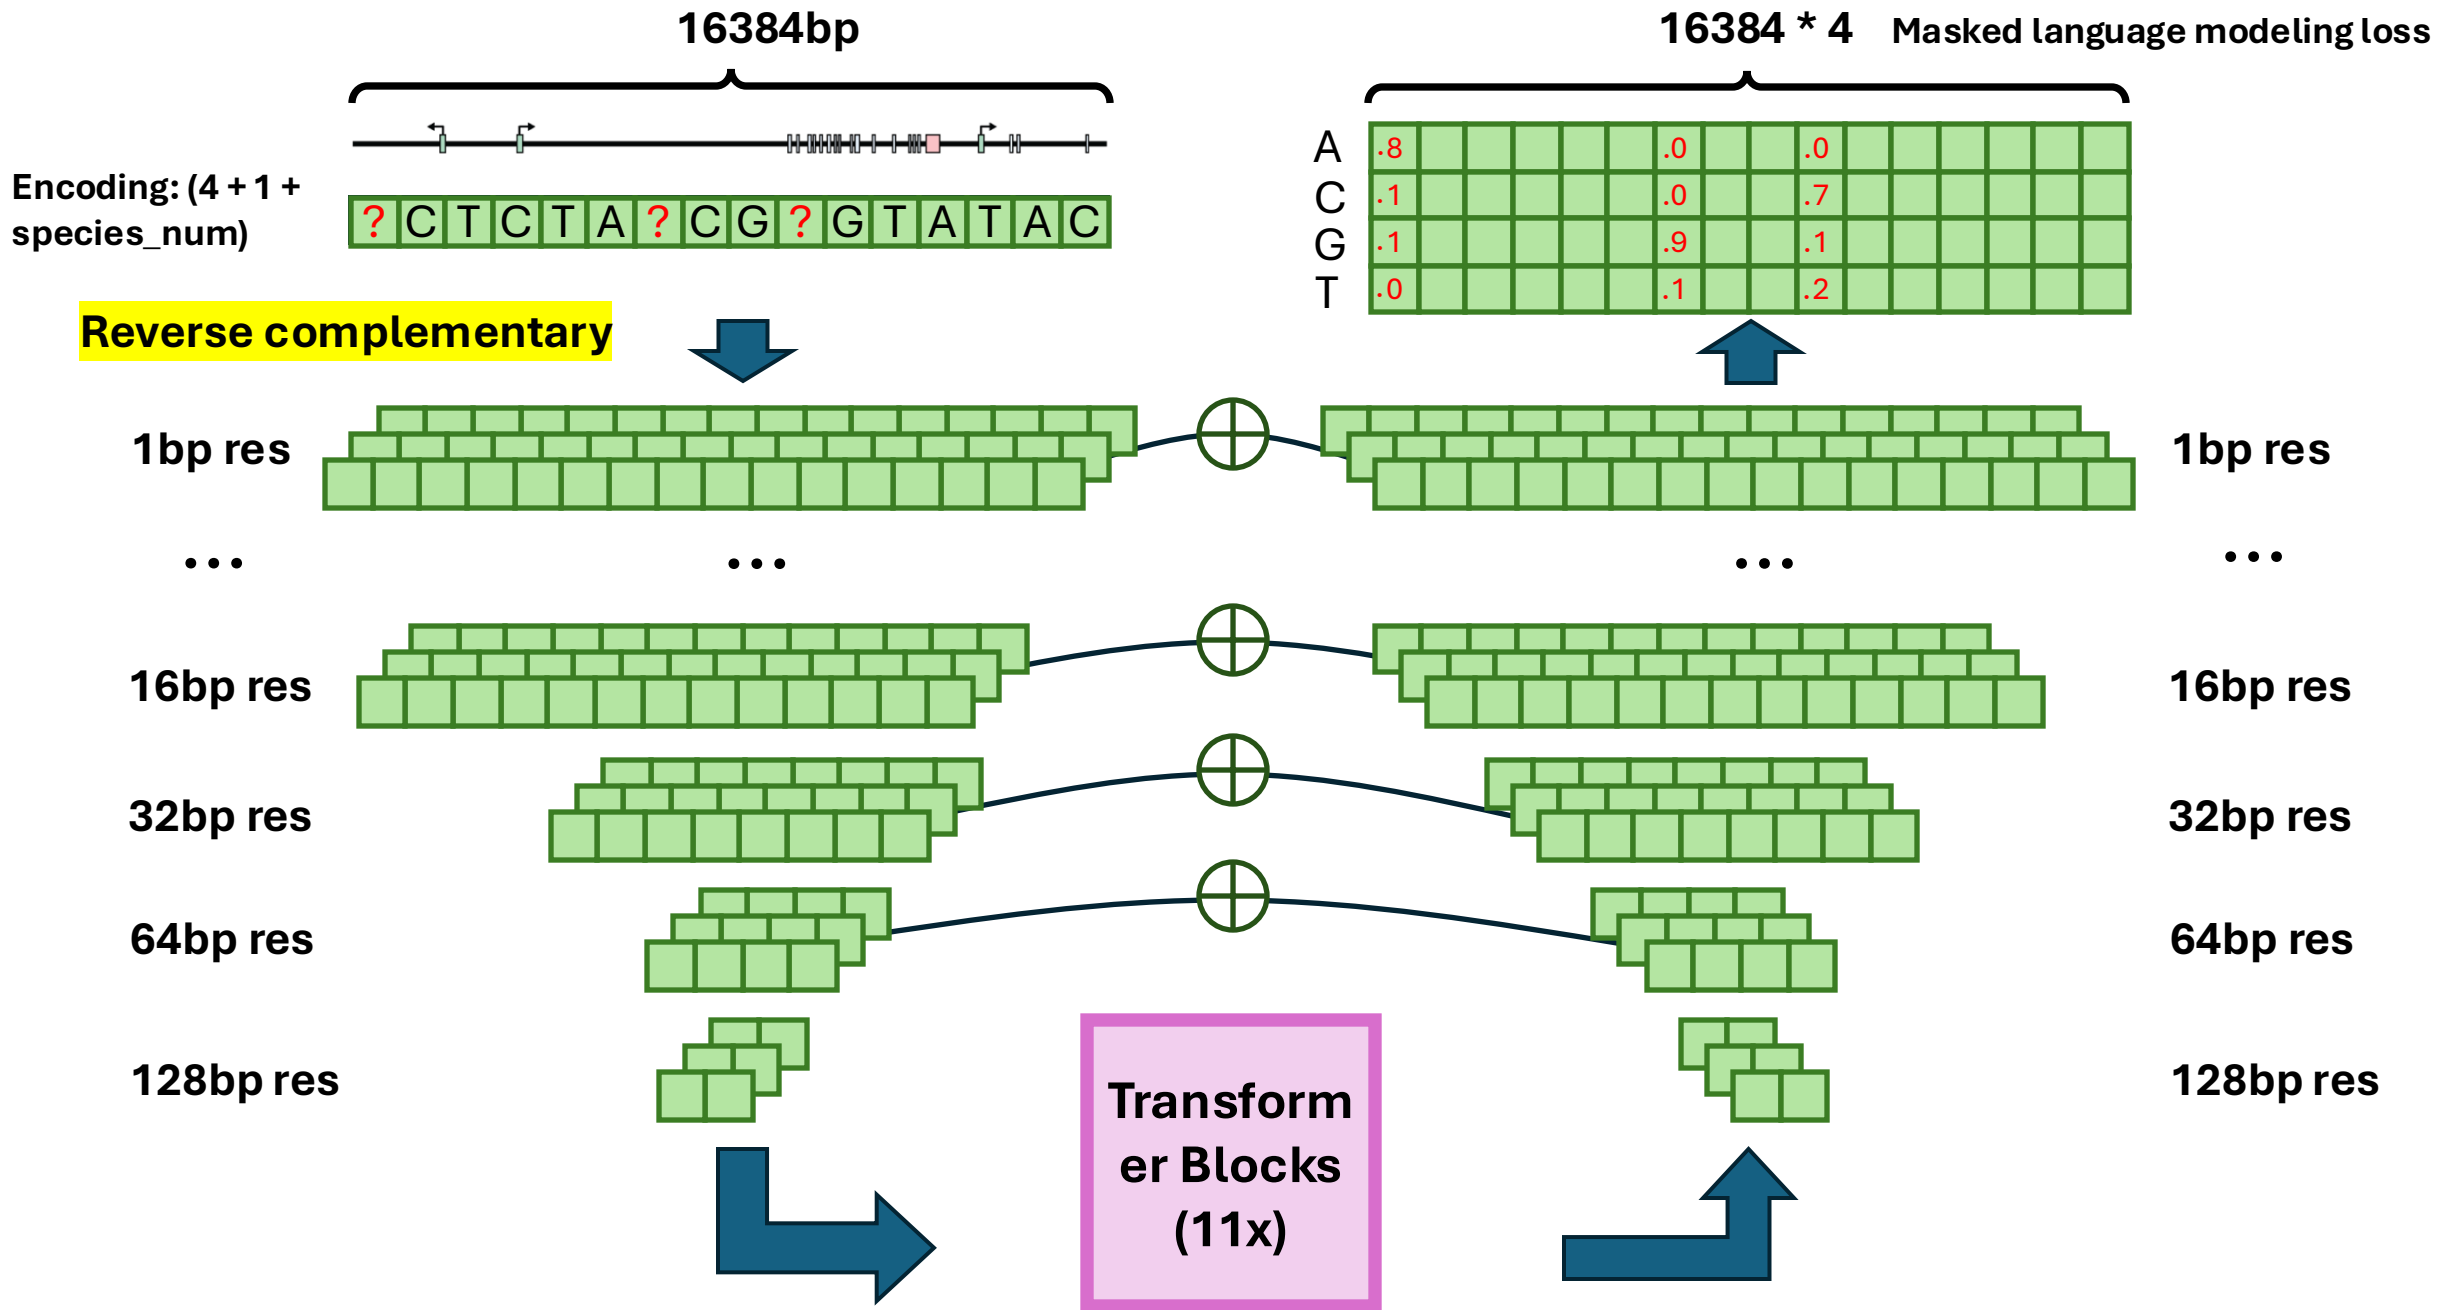 16384bp
16384 * 4 Masked language modeling loss
Encoding: (4 + 1 +
species_num)
? C T C T A ? C G ? G T A T A C
A .8 .0 .0
C .1 .0 .7
G .1 .9 .1
T .0 .1 .2
Reverse complementary
1bp res
1bp res
...
...
...
...
16bp res
16bp res
32bp res
32bp res
64bp res
64bp res
128bp res
128bp res
Transform
er Blocks
(11x)